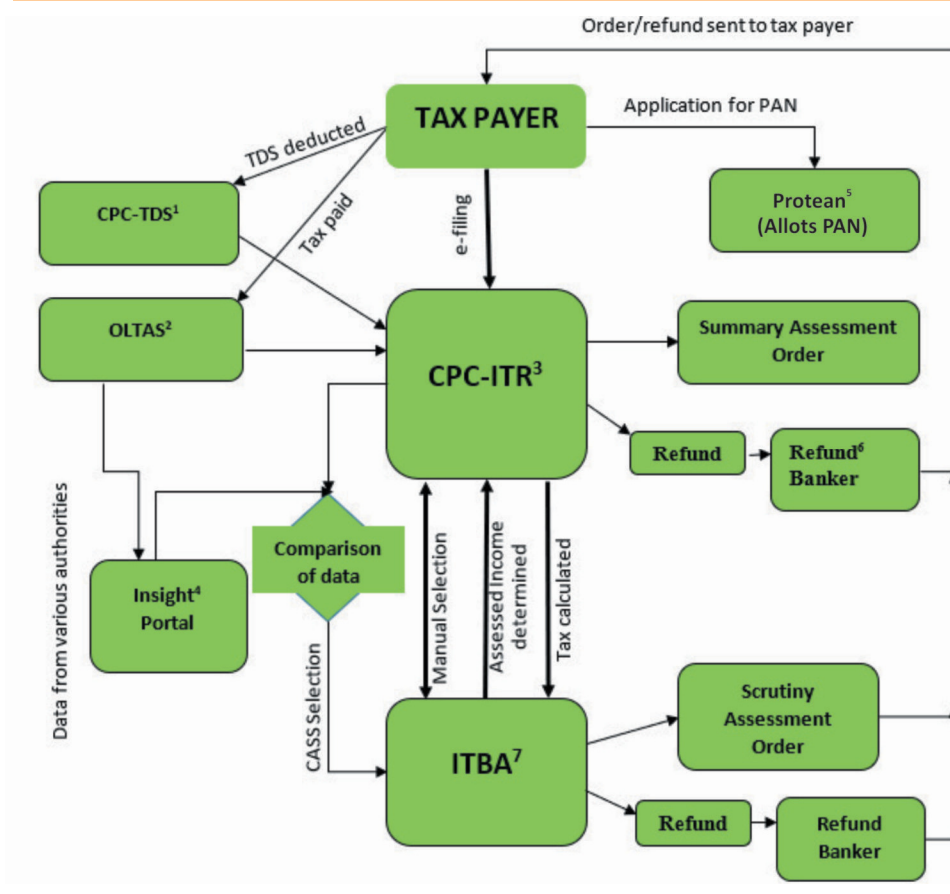 Order/refund sent to tax payer
TAX PAYER
Application for PAN
TDS deducted
Tax paid
e-filing
CPC-TDS¹
Protean⁵
(Allots PAN)
OLTAS²
CPC-ITR³
Summary Assessment
Order
Refund
Refund⁶
Banker
Data from various authorities
Comparison
of data
Insight⁴
Portal
Manual Selection
Assessed Income
determined
Tax calculated
CASS Selection
ITBA⁷
Scrutiny
Assessment
Order
Refund
Refund
Banker